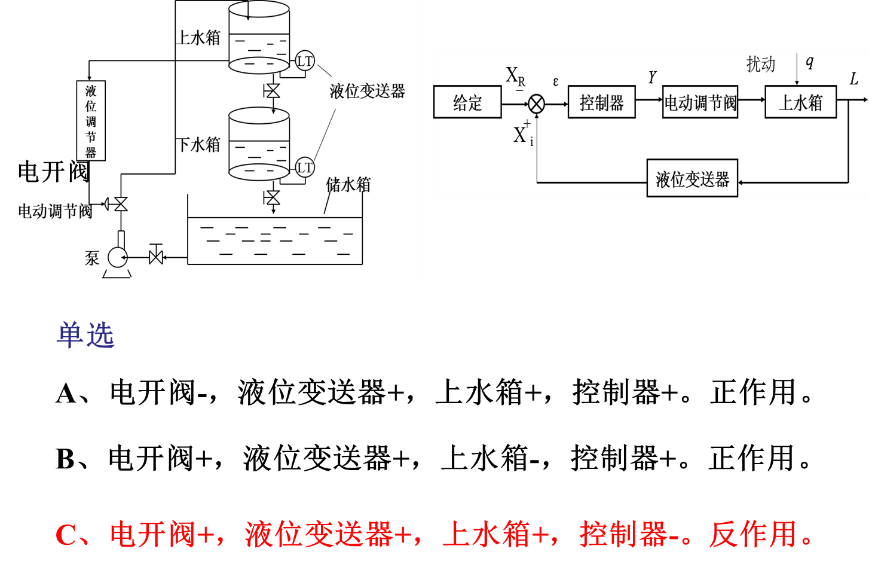 上水箱
LT
液位变送器
液位调节器
下水箱
LT
电开阀
储水箱
电动调节阀
泵
扰动 q
X_R ε Y L
−
给定 控制器 电动调节阀 上水箱
+
X_i
液位变送器
单选
A、电开阀-，液位变送器+，上水箱+，控制器+。正作用。
B、电开阀+，液位变送器+，上水箱-，控制器+。正作用。
C、电开阀+，液位变送器+，上水箱+，控制器-。反作用。